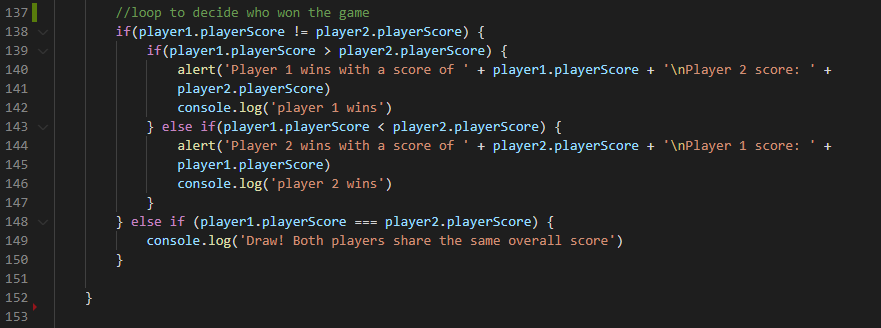 137 //loop to decide who won the game
138 if(player1.playerScore != player2.playerScore) {
139 if(player1.playerScore > player2.playerScore) {
140 alert('Player 1 wins with a score of ' + player1.playerScore + '\nPlayer 2 score: ' +
141 player2.playerScore)
142 console.log('player 1 wins')
143 } else if(player1.playerScore < player2.playerScore) {
144 alert('Player 2 wins with a score of ' + player2.playerScore + '\nPlayer 1 score: ' +
145 player1.playerScore)
146 console.log('player 2 wins')
147 }
148 } else if (player1.playerScore === player2.playerScore) {
149 console.log('Draw! Both players share the same overall score')
150 }
151
152 }
153